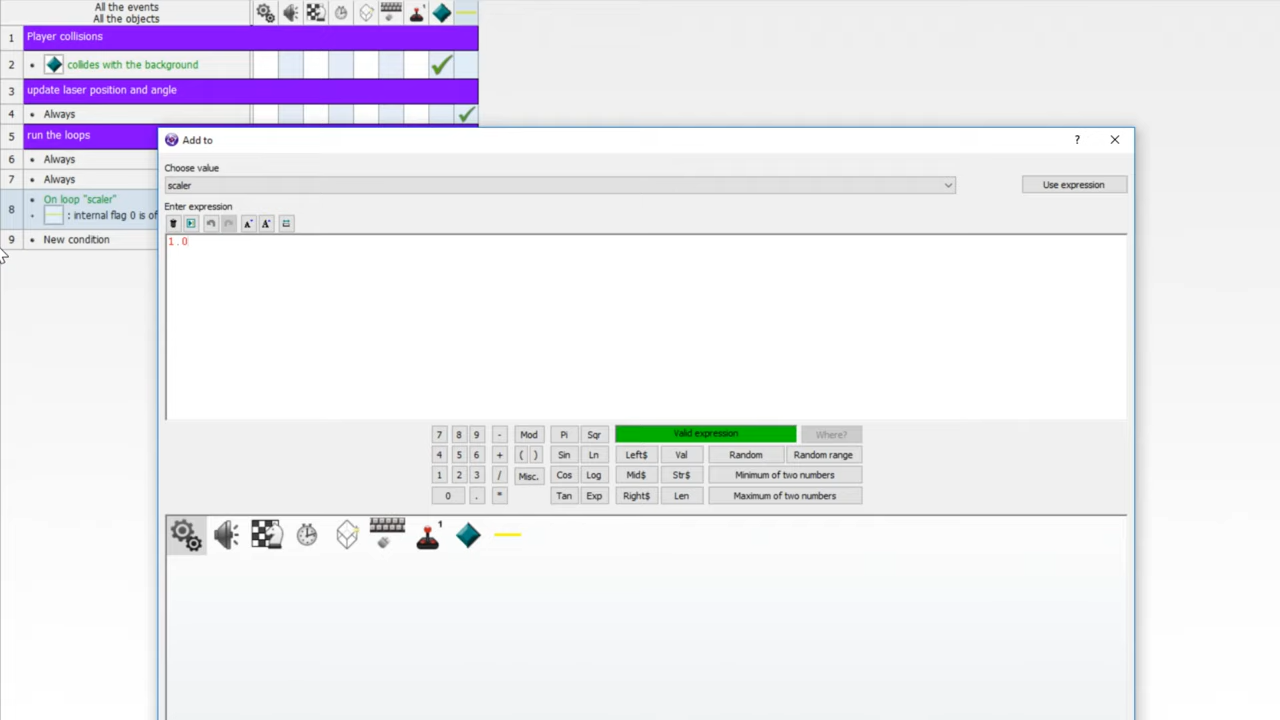 All the events
All the objects
1 Player collisions
2 • collides with the background
3 update laser position and angle
4 • Always
5 run the loops
6 • Always
7 • Always
8 • On loop "scaler"
• : internal flag 0 is of
9 • New condition
Add to
?
Choose value
scaler
Use expression
Enter expression
A A
1.0
7 8 9 - Mod Pi Sqr Valid expression Where?
4 5 6 + ( ) Sin Ln Left$ Val Random Random range
1 2 3 / Misc. Cos Log Mid$ Str$ Minimum of two numbers
0 . * Tan Exp Right$ Len Maximum of two numbers
1